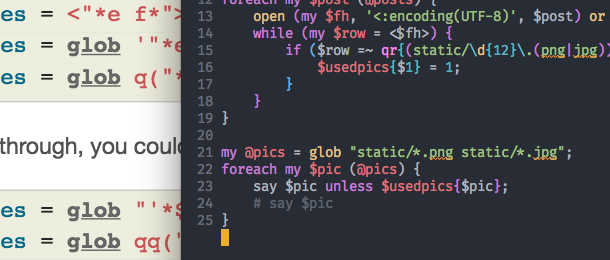 es = <"*e f*">
es = glob '"*e
es = glob q("*
through, you could
es = glob "'*$
es = glob qq('
12 foreach my $post (@posts) {
13 open (my $fh, '<:encoding(UTF-8)', $post) or
14 while (my $row = <$fh>) {
15 if ($row =~ qr{(static/\d{12}\.(png|jpg))
16 $usedpics{$1} = 1;
17 }
18 }
19 }
20
21 my @pics = glob "static/*.png static/*.jpg";
22 foreach my $pic (@pics) {
23 say $pic unless $usedpics{$pic};
24 # say $pic
25 }